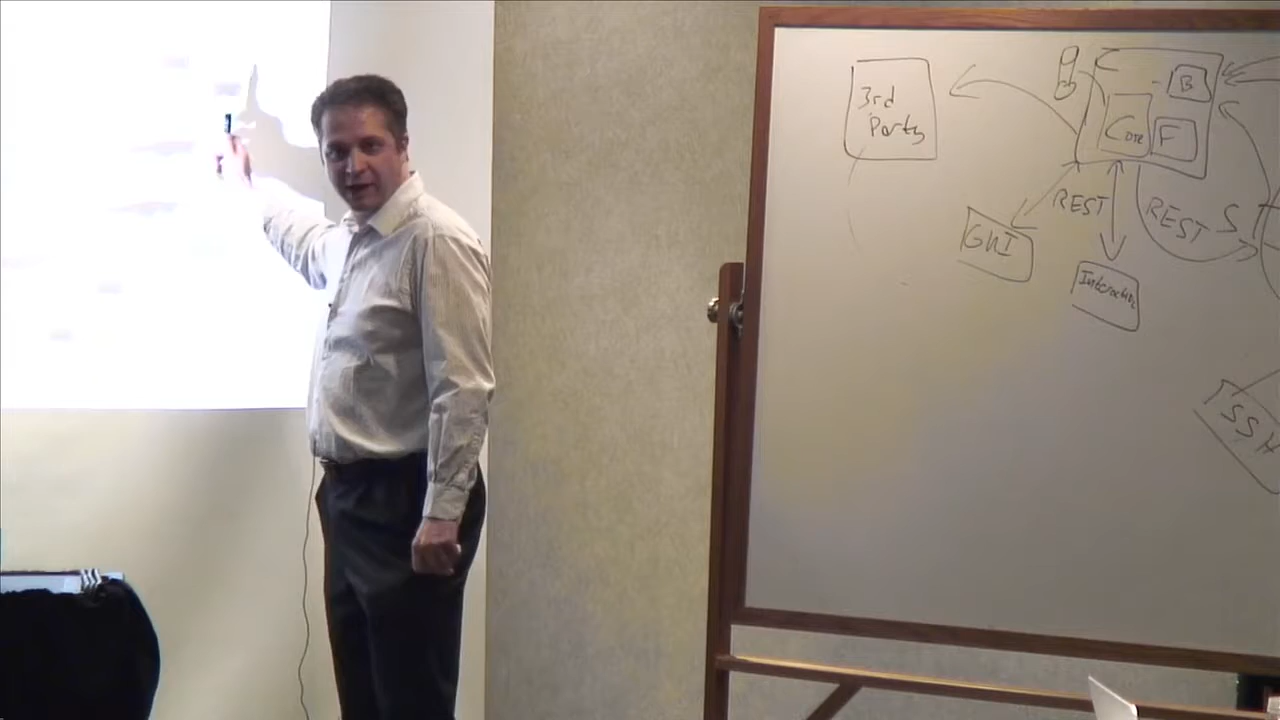 3rd
Party
C
B
Core
F
GUI
REST
REST
S
Interactive
SSH